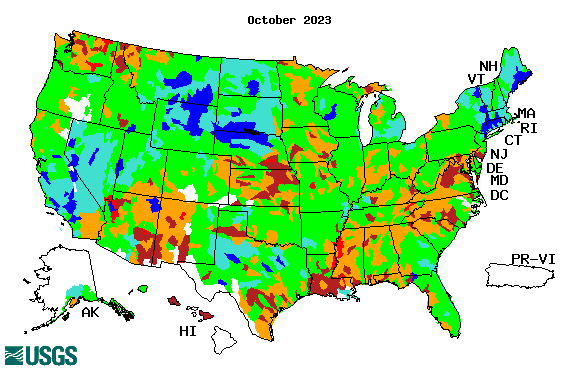 October 2023
NH
VT
MA
RI
CT
NJ
DE
MD
DC
PR-VI
AK
HI
USGS